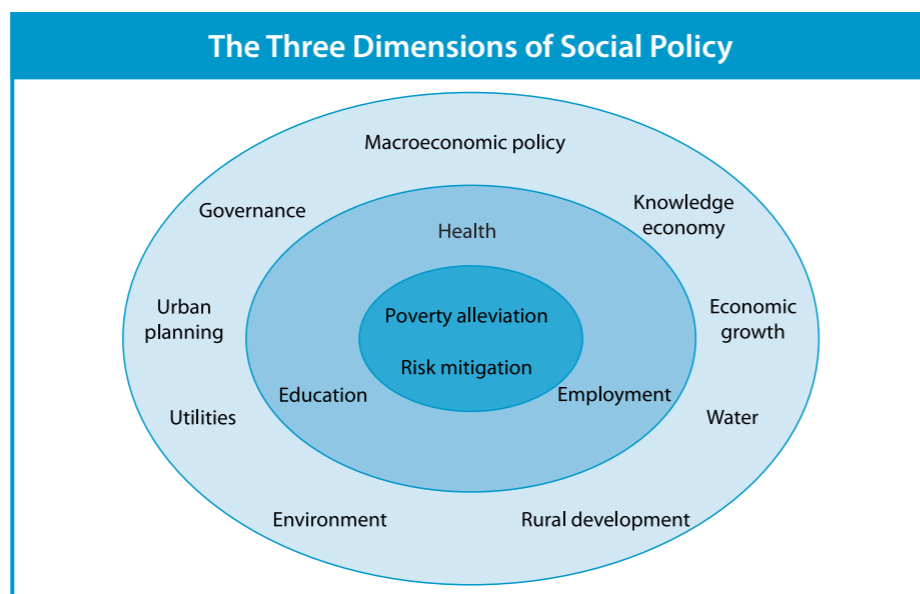 The Three Dimensions of Social Policy
Macroeconomic policy
Governance
Knowledge
economy
Health
Urban
planning
Poverty alleviation
Economic
growth
Risk mitigation
Education
Employment
Utilities
Water
Environment
Rural development